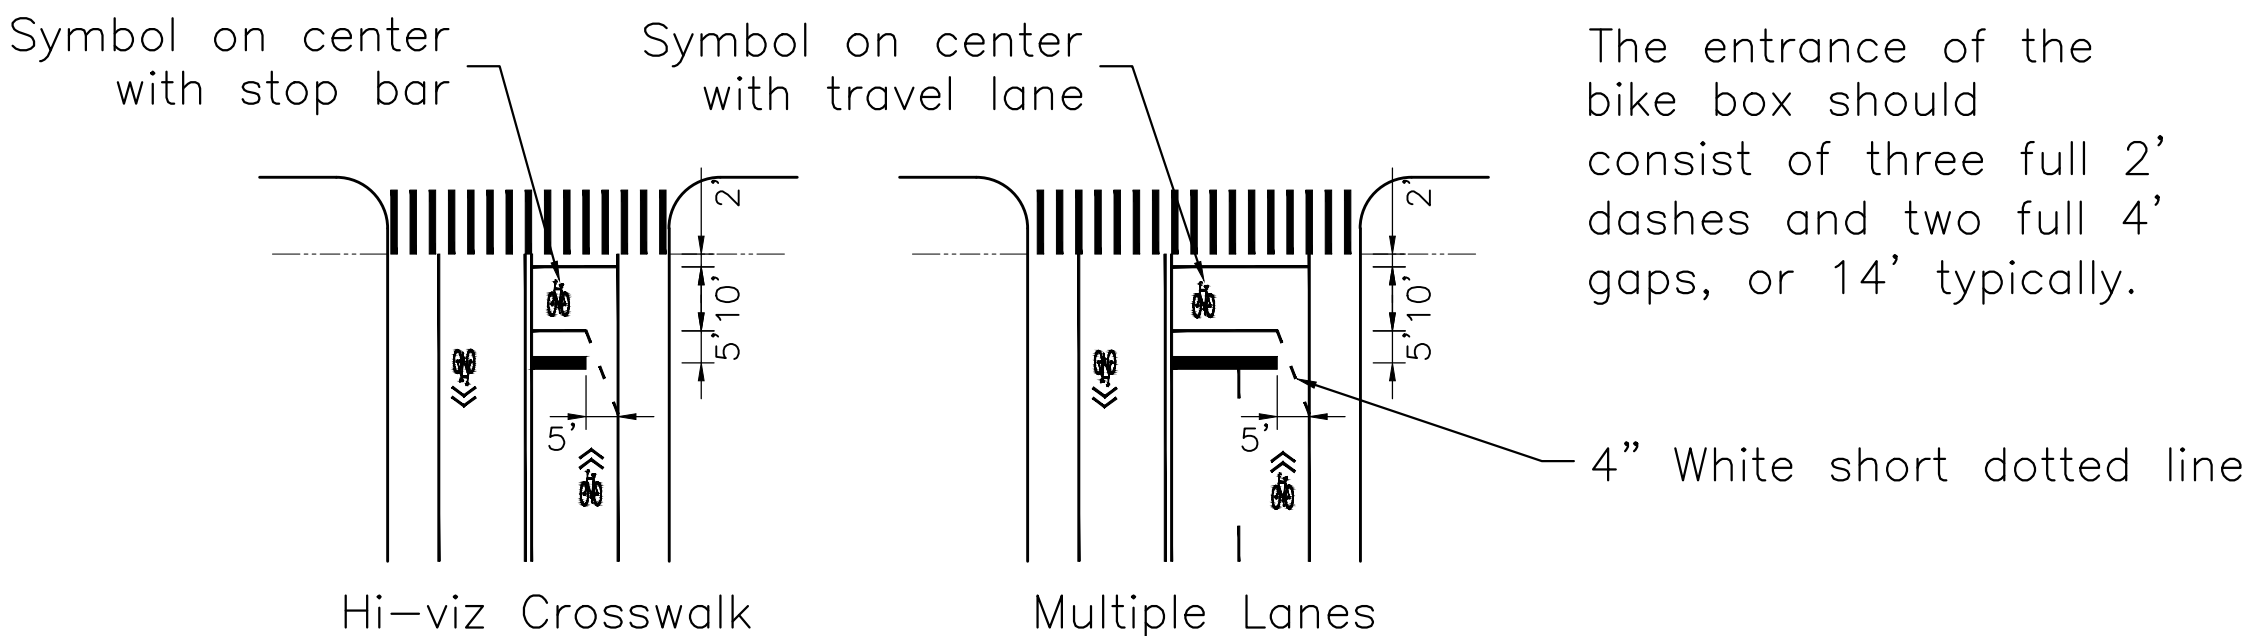 Symbol on center
with stop bar
Symbol on center
with travel lane
The entrance of the
bike box should
consist of three full 2'
dashes and two full 4'
gaps, or 14' typically.
2'
10'
5'
5'
2'
10'
5'
5'
4” White short dotted line
Hi-viz Crosswalk
Multiple Lanes